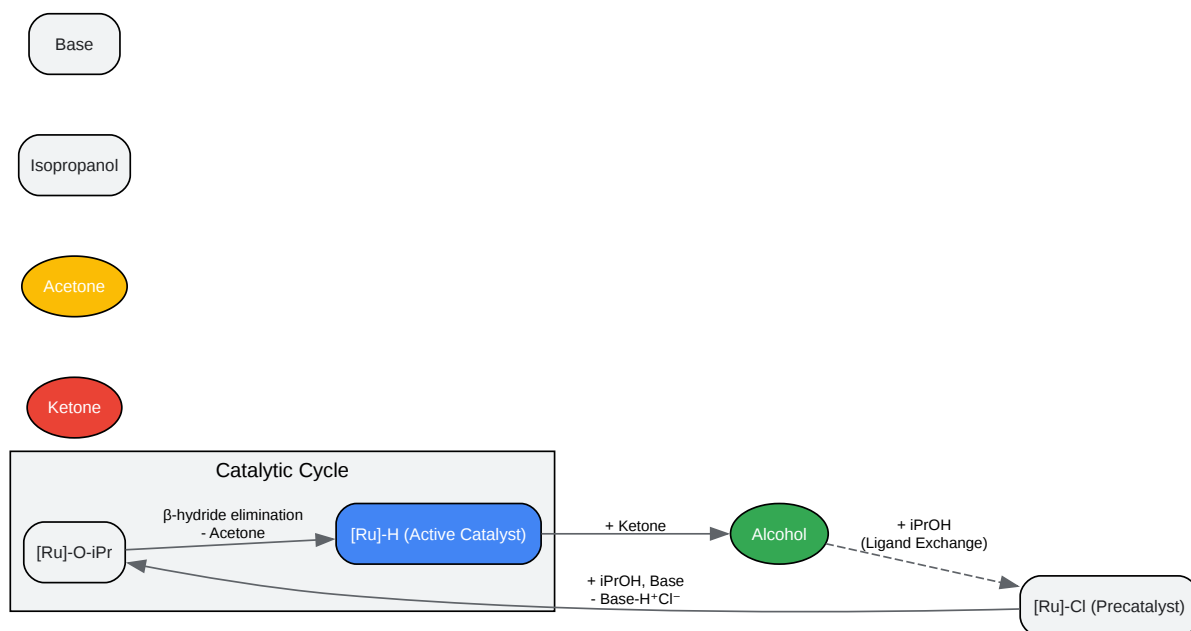 Base
Isopropanol
Acetone
Ketone
Catalytic Cycle
[Ru]-O-iPr
β-hydride elimination
- Acetone
[Ru]-H (Active Catalyst)
+ Ketone
Alcohol
+ iPrOH
(Ligand Exchange)
+ iPrOH, Base
- Base-H⁺Cl⁻
[Ru]-Cl (Precatalyst)